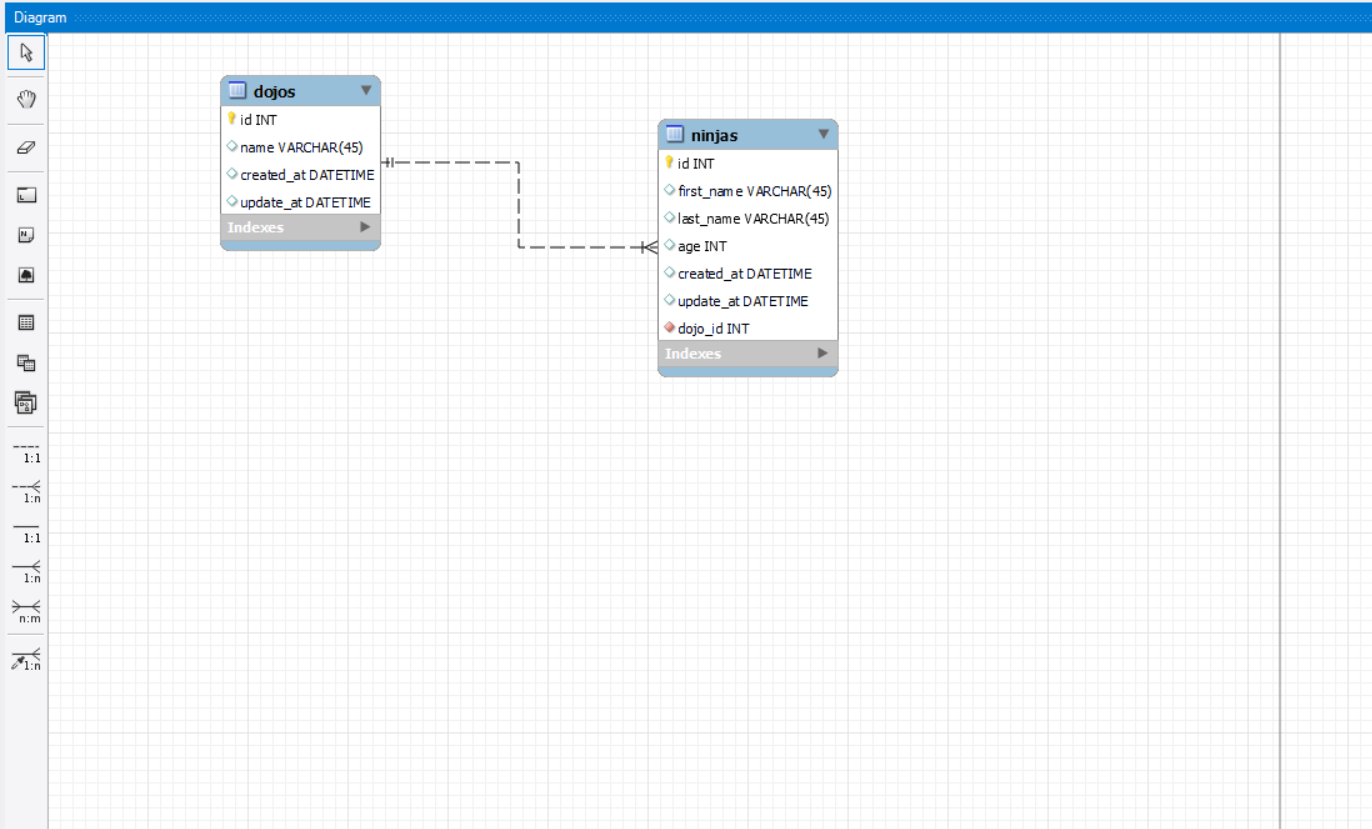 Diagram
dojos
id INT
name VARCHAR(45)
created_at DATETIME
update_at DATETIME
Indexes
ninjas
id INT
first_name VARCHAR(45)
last_name VARCHAR(45)
age INT
created_at DATETIME
update_at DATETIME
dojo_id INT
Indexes
1:1
1:n
1:1
1:n
n:m
1:n